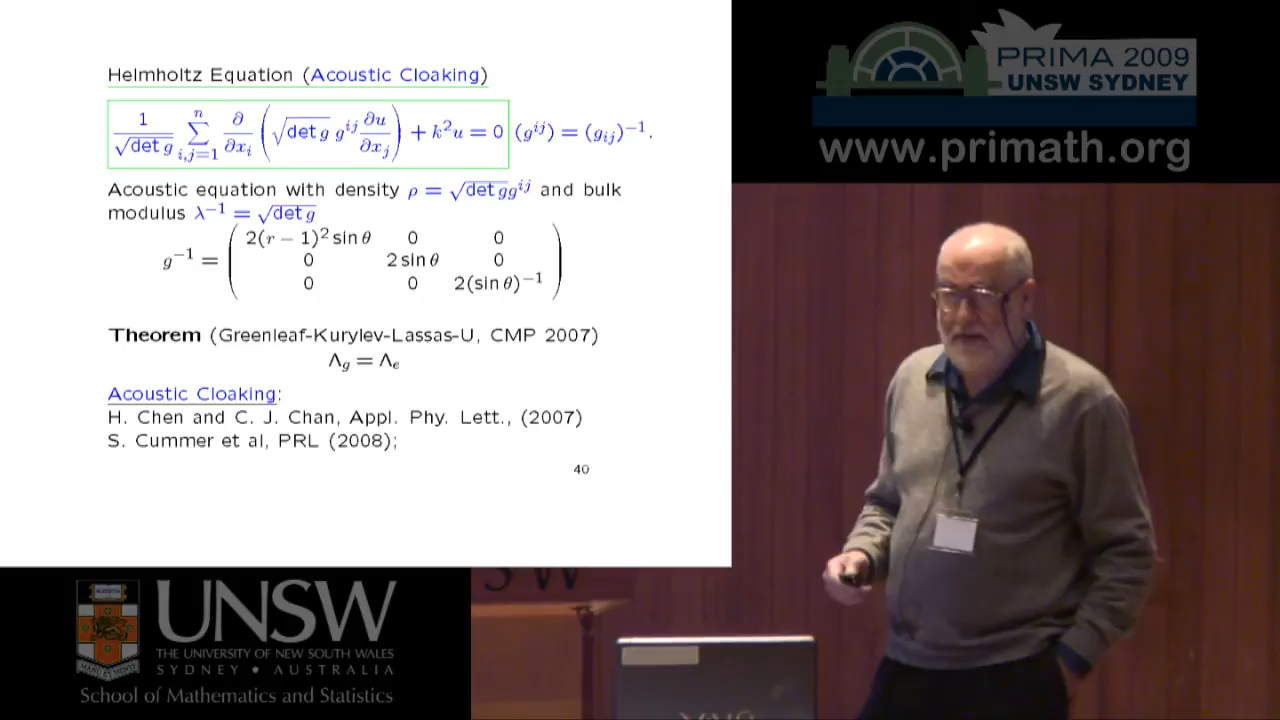 Helmholtz Equation (Acoustic Cloaking)
1/√det g ∑_{i,j=1}^{n} ∂/∂x_i (√det g g^{ij} ∂u/∂x_j) + k²u = 0 (g^{ij}) = (g_{ij})^{−1}.
Acoustic equation with density ρ = √det g g^{ij} and bulk
modulus λ^{−1} = √det g
g^{−1} = ( 2(r − 1)² sin θ 0 0
0 2 sin θ 0
0 0 2(sin θ)^{−1} )
Theorem (Greenleaf-Kurylev-Lassas-U, CMP 2007)
Λ_g = Λ_e
Acoustic Cloaking:
H. Chen and C. J. Chan, Appl. Phy. Lett., (2007)
S. Cummer et al, PRL (2008);
40
PRIMA 2009
UNSW SYDNEY
www.primath.org
UNSW
THE UNIVERSITY OF NEW SOUTH WALES
SYDNEY • AUSTRALIA
School of Mathematics and Statistics